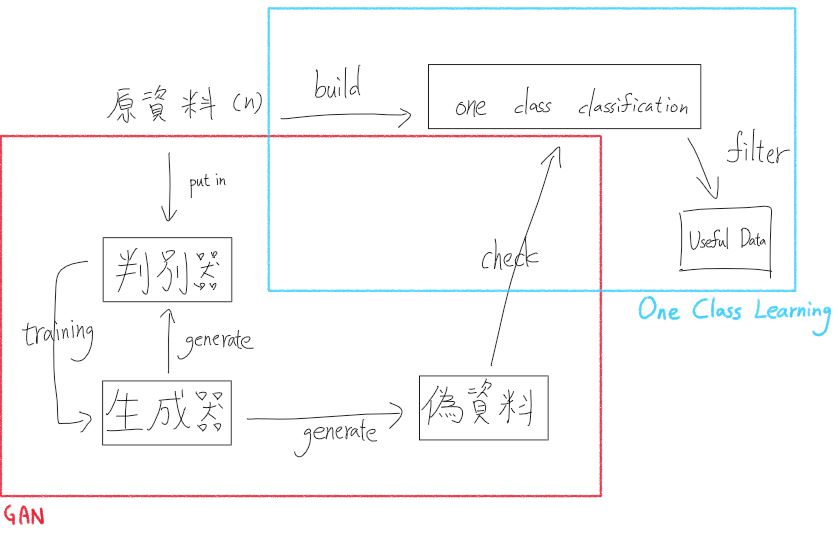 build
原資料 (n)
one class classification
filter
put in
判別器
Useful Data
check
One Class Learning
training
generate
生成器
偽資料
generate
GAN